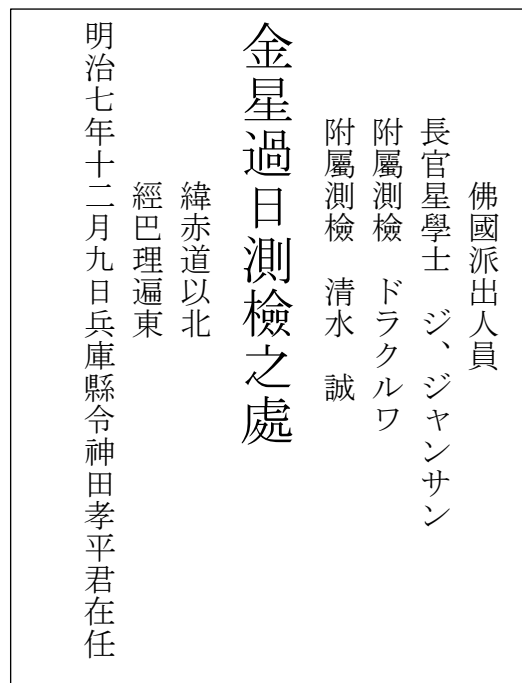 佛國派出人員
長官星學士　ジ、ジャンサン
附屬測檢　ドラクルワ
附屬測檢　清水　誠
金星過日測檢之處
緯赤道以北
經巴理遍東
明治七年十二月九日兵庫縣令神田孝平君在任